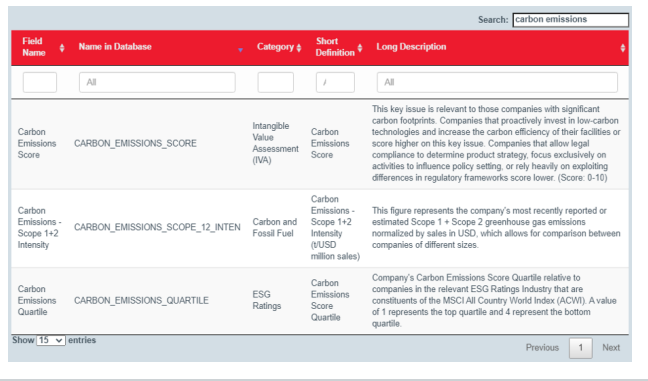 Search: carbon emissions
Field Name
Name in Database
Category
Short Definition
Long Description
All
/
All
Carbon Emissions Score
CARBON_EMISSIONS_SCORE
Intangible Value Assessment (IVA)
Carbon Emissions Score
This key issue is relevant to those companies with significant
carbon footprints. Companies that proactively invest in low-carbon
technologies and increase the carbon efficiency of their facilities or
score higher on this key issue. Companies that allow legal
compliance to determine product strategy, focus exclusively on
activities to influence policy setting, or rely heavily on exploiting
differences in regulatory frameworks score lower. (Score: 0-10)
Carbon Emissions - Scope 1+2 Intensity
CARBON_EMISSIONS_SCOPE_12_INTEN
Carbon and Fossil Fuel
Carbon Emissions - Scope 1+2 Intensity (t/USD million sales)
This figure represents the company's most recently reported or
estimated Scope 1 + Scope 2 greenhouse gas emissions
normalized by sales in USD, which allows for comparison between
companies of different sizes.
Carbon Emissions Quartile
CARBON_EMISSIONS_QUARTILE
ESG Ratings
Carbon Emissions Score Quartile
Company's Carbon Emissions Score Quartile relative to
companies in the relevant ESG Ratings Industry that are
constituents of the MSCI All Country World Index (ACWI). A value
of 1 represents the top quartile and 4 represent the bottom
quartile.
Show 15 entries
Previous 1 Next